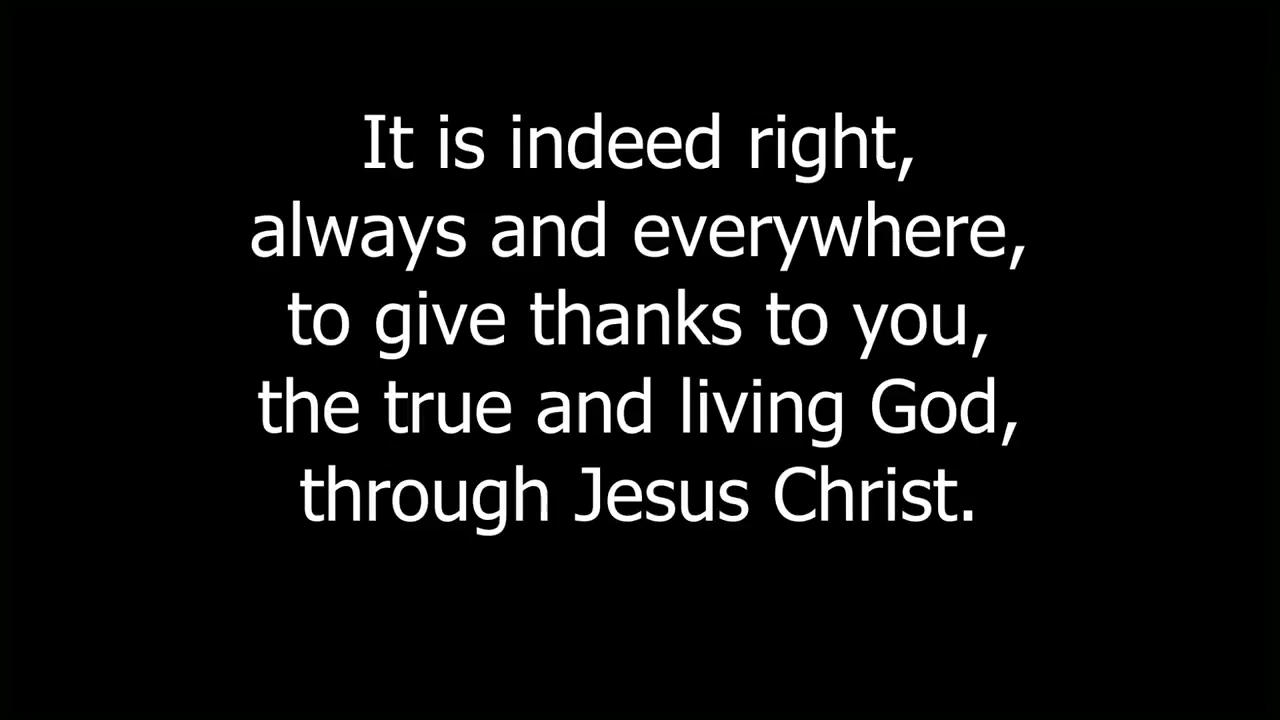 It is indeed right,
always and everywhere,
to give thanks to you,
the true and living God,
through Jesus Christ.